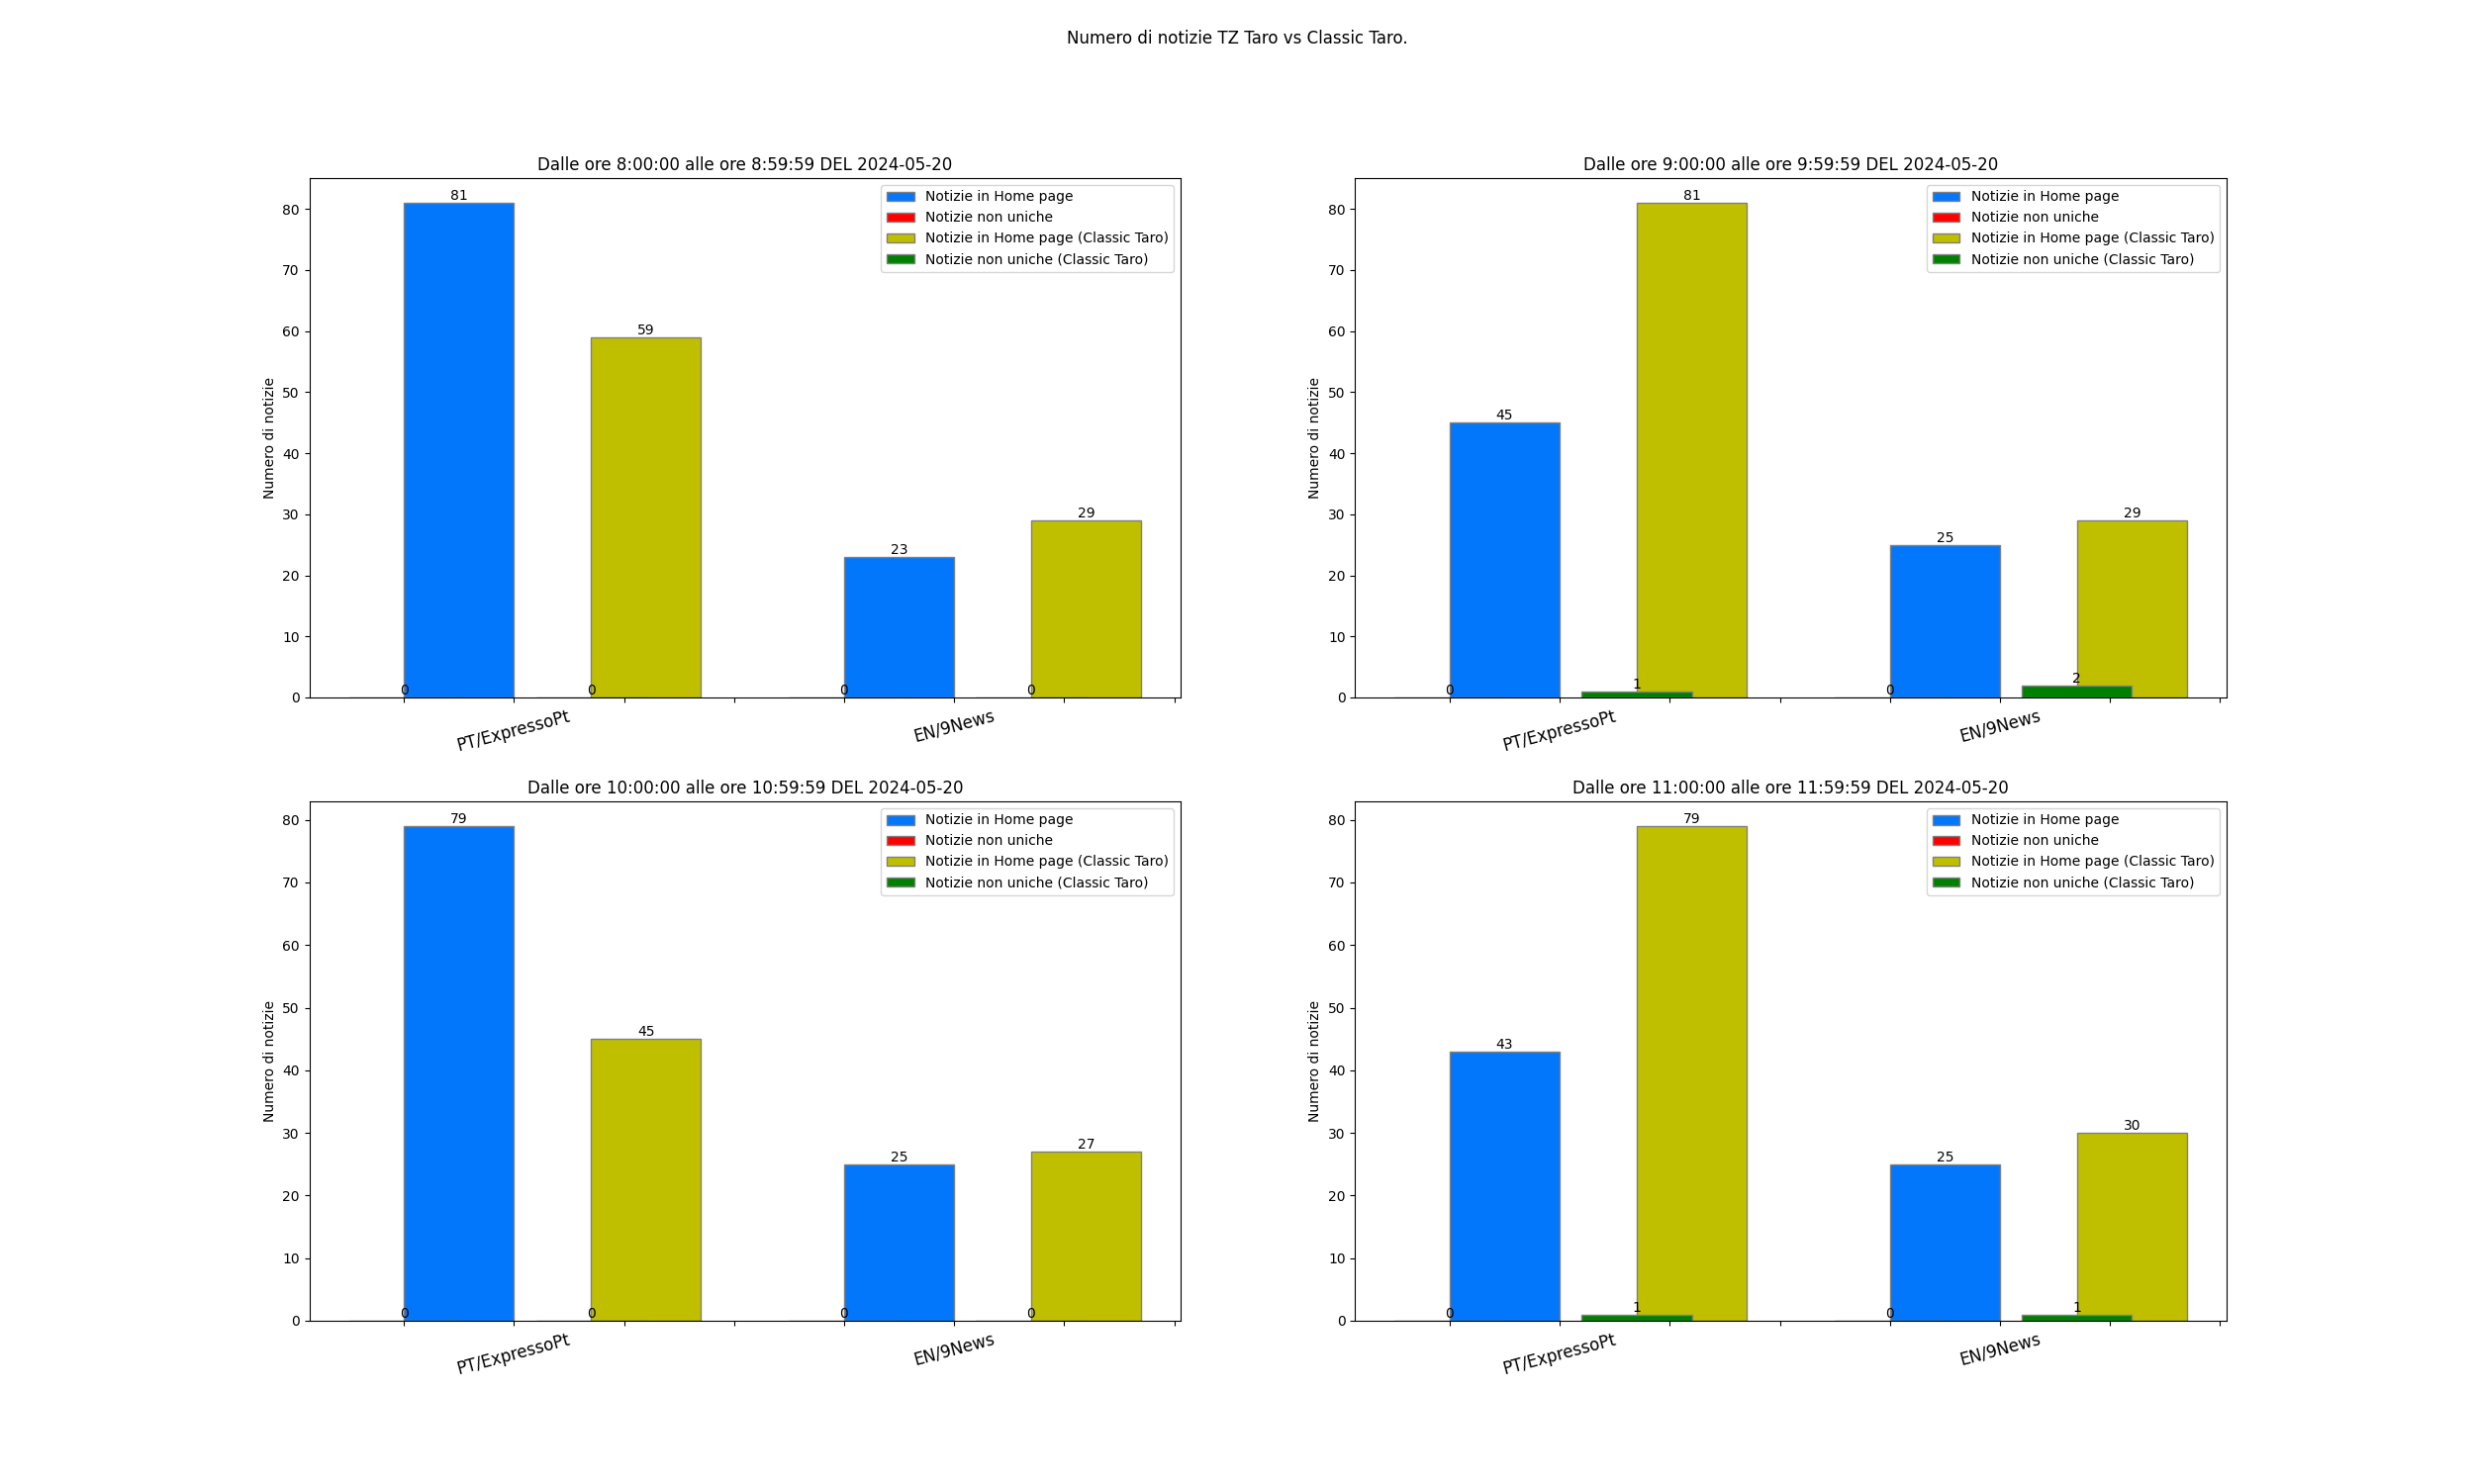 Numero di notizie TZ Taro vs Classic Taro.
Dalle ore 8:00:00 alle ore 8:59:59 DEL 2024-05-20
Numero di notizie
80
70
60
50
40
30
20
10
0
81
59
23
29
0
0
0
0
Notizie in Home page
Notizie non uniche
Notizie in Home page (Classic Taro)
Notizie non uniche (Classic Taro)
PT/ExpressoPt
EN/9News
Dalle ore 9:00:00 alle ore 9:59:59 DEL 2024-05-20
Numero di notizie
80
70
60
50
40
30
20
10
0
45
81
25
29
0
1
0
2
Notizie in Home page
Notizie non uniche
Notizie in Home page (Classic Taro)
Notizie non uniche (Classic Taro)
PT/ExpressoPt
EN/9News
Dalle ore 10:00:00 alle ore 10:59:59 DEL 2024-05-20
Numero di notizie
80
70
60
50
40
30
20
10
0
79
45
25
27
0
0
0
0
Notizie in Home page
Notizie non uniche
Notizie in Home page (Classic Taro)
Notizie non uniche (Classic Taro)
PT/ExpressoPt
EN/9News
Dalle ore 11:00:00 alle ore 11:59:59 DEL 2024-05-20
Numero di notizie
80
70
60
50
40
30
20
10
0
43
79
25
30
0
1
0
1
Notizie in Home page
Notizie non uniche
Notizie in Home page (Classic Taro)
Notizie non uniche (Classic Taro)
PT/ExpressoPt
EN/9News